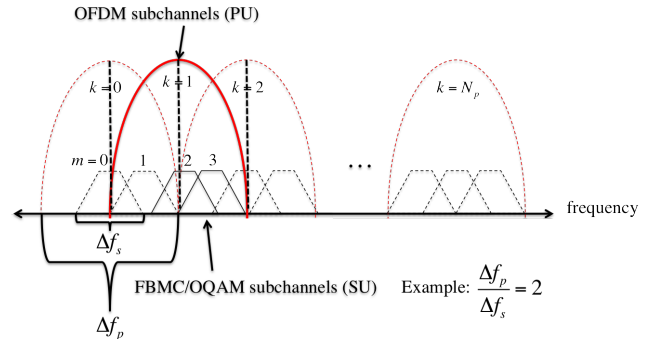 OFDM subchannels (PU)
k = 0
k = 1
k = 2
k = N_p
m = 0
1
2
3
...
frequency
Δf_s
FBMC/OQAM subchannels (SU)
Example: Δf_p / Δf_s = 2
Δf_p